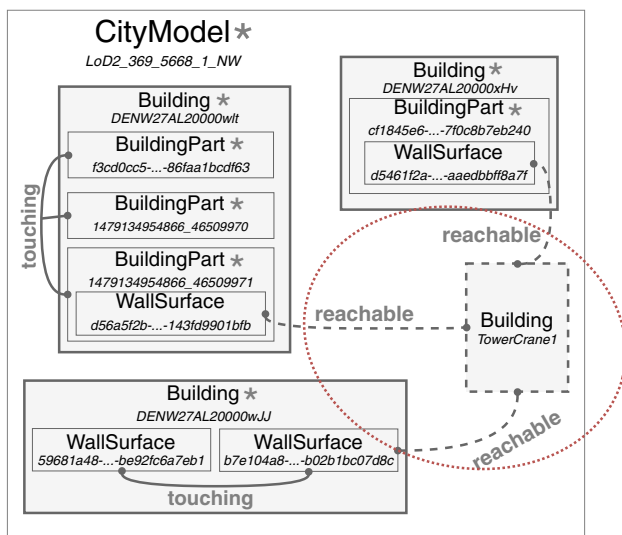 CityModel*
LoD2_369_5668_1_NW
Building *
DENW27AL20000wlt
BuildingPart *
f3cd0cc5-...-86faa1bcdf63
BuildingPart *
1479134954866_46509970
BuildingPart *
1479134954866_46509971
WallSurface
d56a5f2b-...-143fd9901bfb
touching
Building *
DENW27AL20000xHv
BuildingPart *
cf1845e6-...-7f0c8b7eb240
WallSurface
d5461f2a-...-aaedbbff8a7f
reachable
reachable
Building
TowerCrane1
Building *
DENW27AL20000wJJ
WallSurface
59681a48-...-be92fc6a7eb1
WallSurface
b7e104a8-...-b02b1bc07d8c
touching
reachable